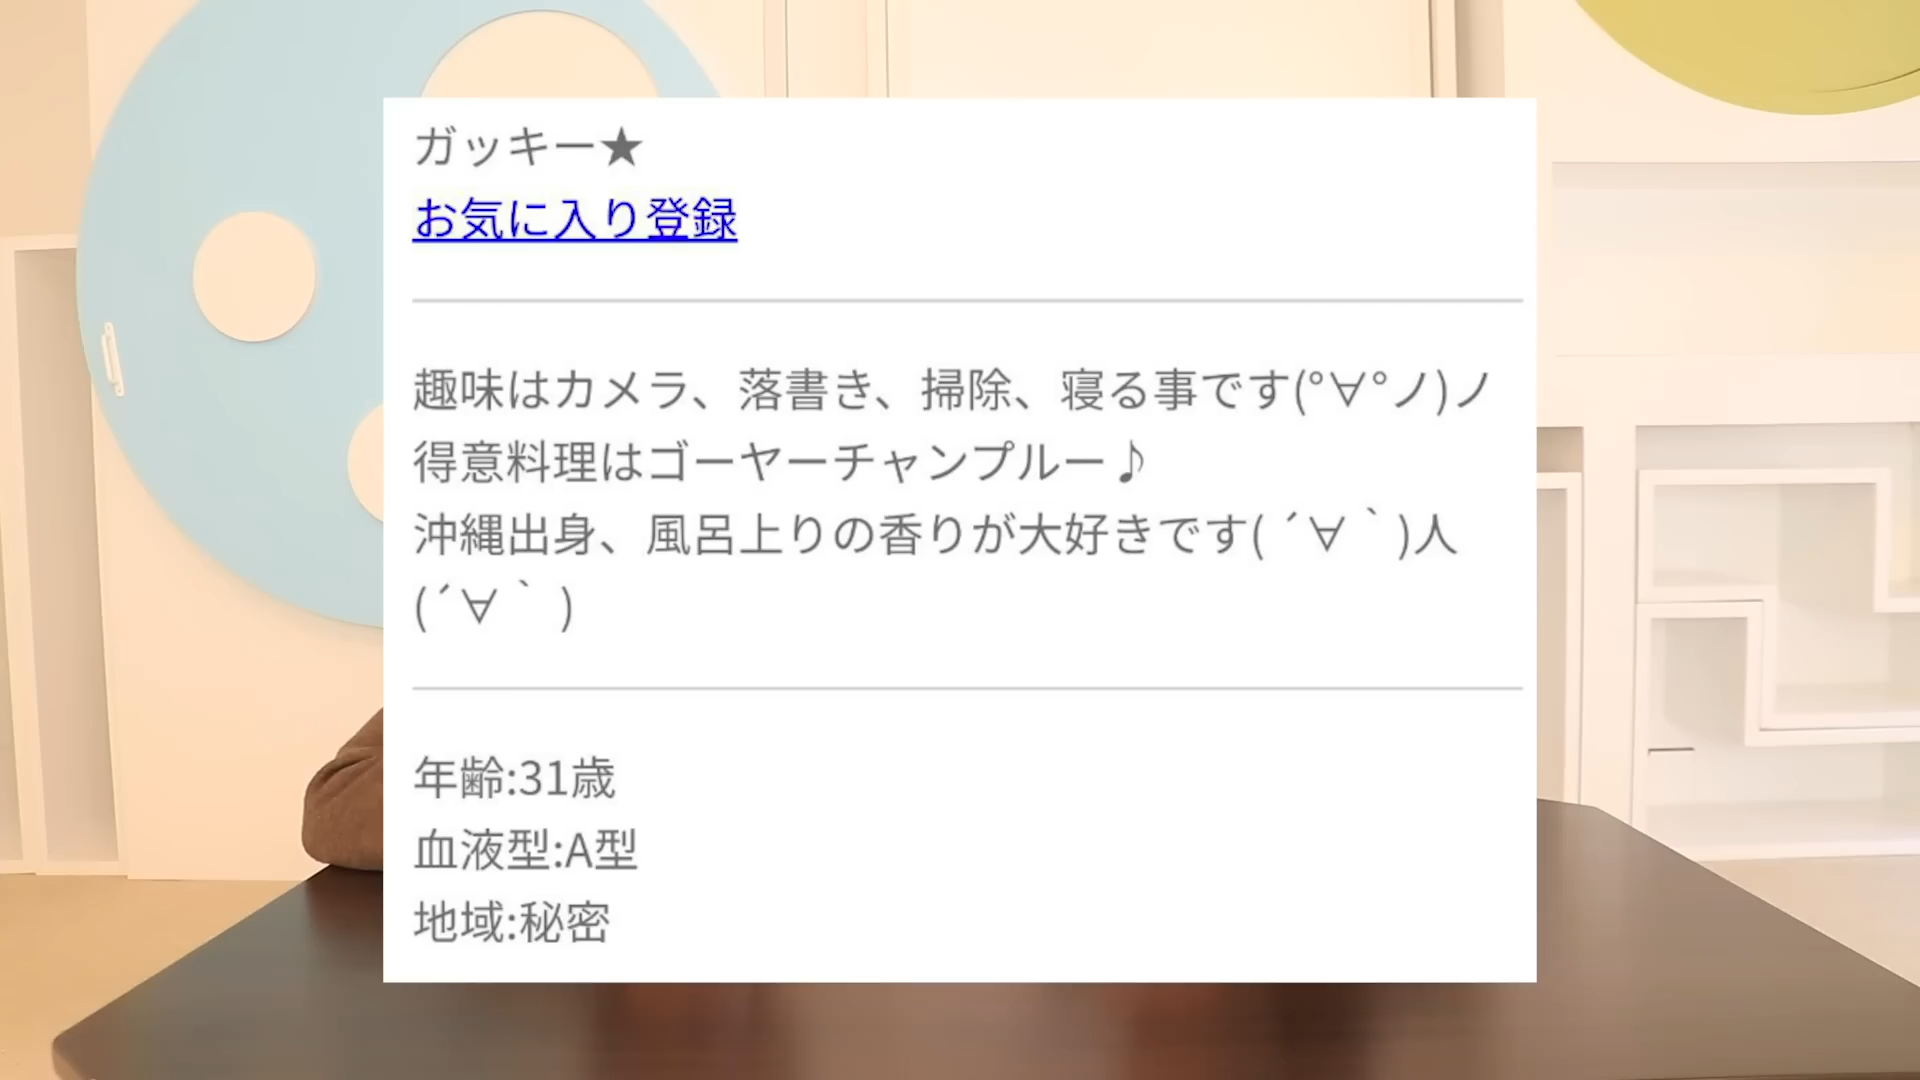 ガッキー★
お気に入り登録
趣味はカメラ、落書き、掃除、寝る事です(°∀°ノ)ノ
得意料理はゴーヤーチャンプルー♪
沖縄出身、風呂上りの香りが大好きです( ´∀｀)人
(´∀｀ )
年齢:31歳
血液型:A型
地域:秘密